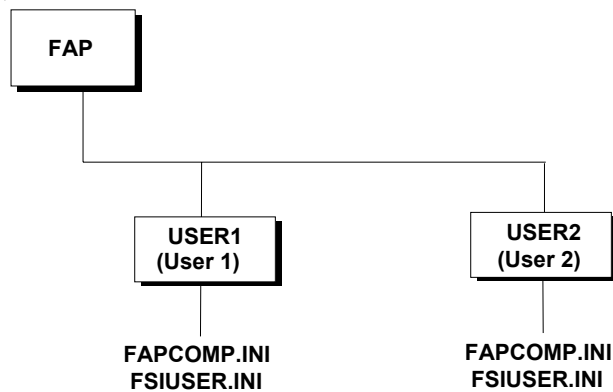 FAP
USER1
(User 1)
FAPCOMP.INI
FSIUSER.INI
USER2
(User 2)
FAPCOMP.INI
FSIUSER.INI